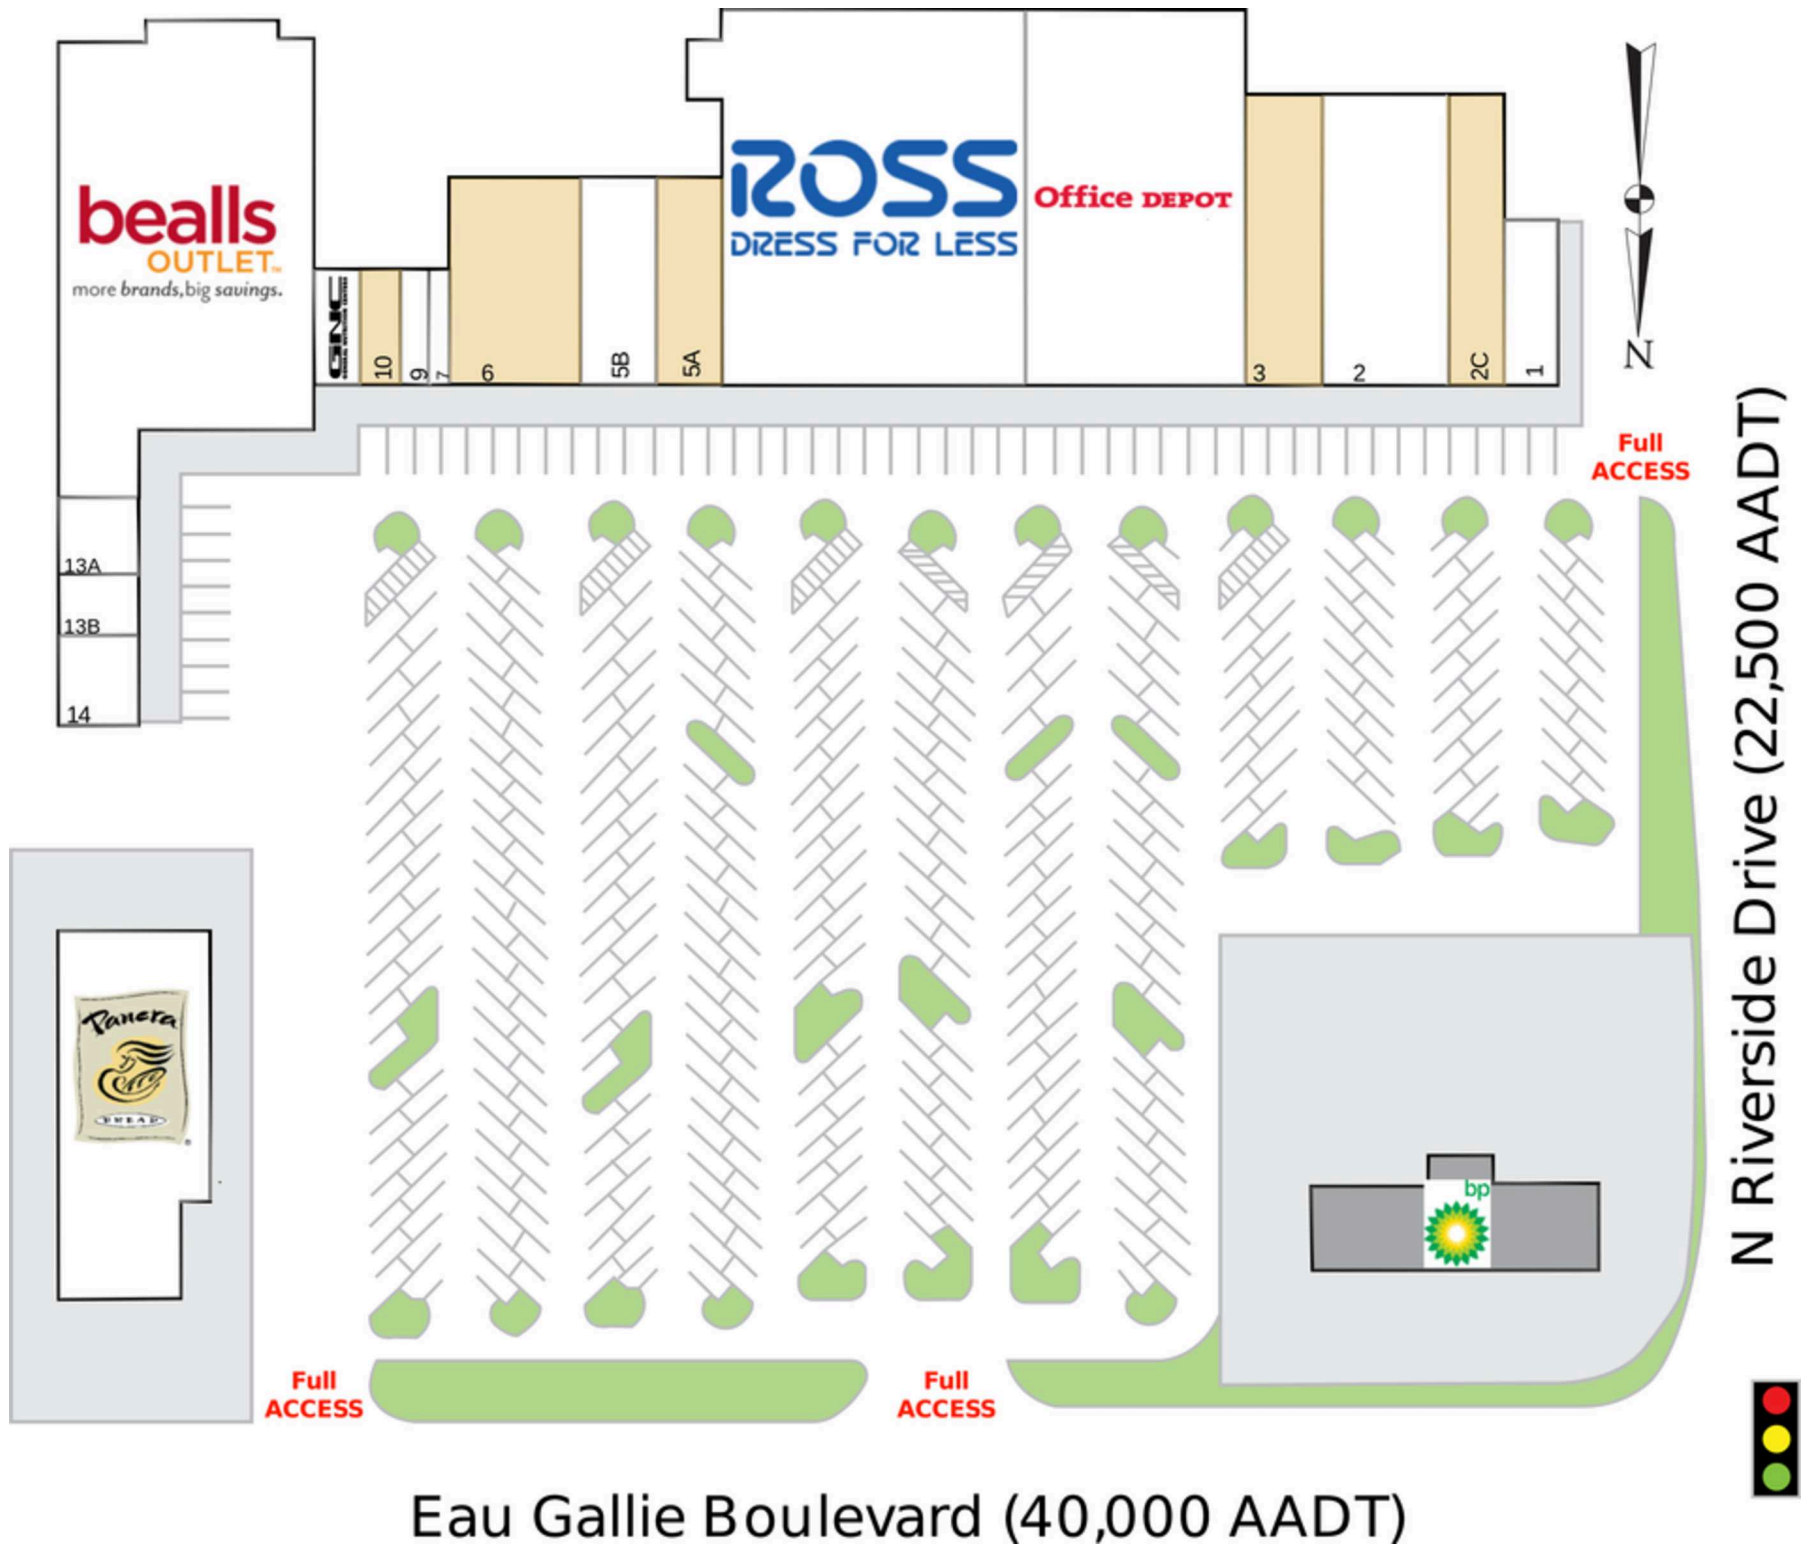 bealls
OUTLET™
more brands, big savings.
GNC
10
9
7
6
5B
5A
ROSS
DRESS FOR LESS
Office DEPOT
3
2
2C
1
N
Full
ACCESS
N Riverside Drive (22,500 AADT)
13A
13B
14
Panera
BREAD
®
bp
Full
ACCESS
Full
ACCESS
Eau Gallie Boulevard (40,000 AADT)